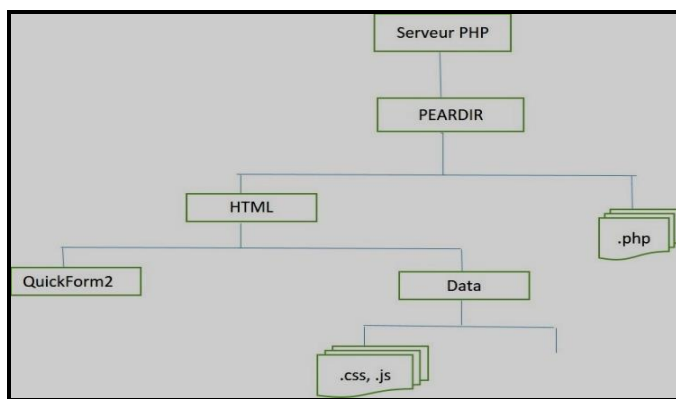 Serveur PHP
PEARDIR
HTML
.php
QuickForm2
Data
.css, .js